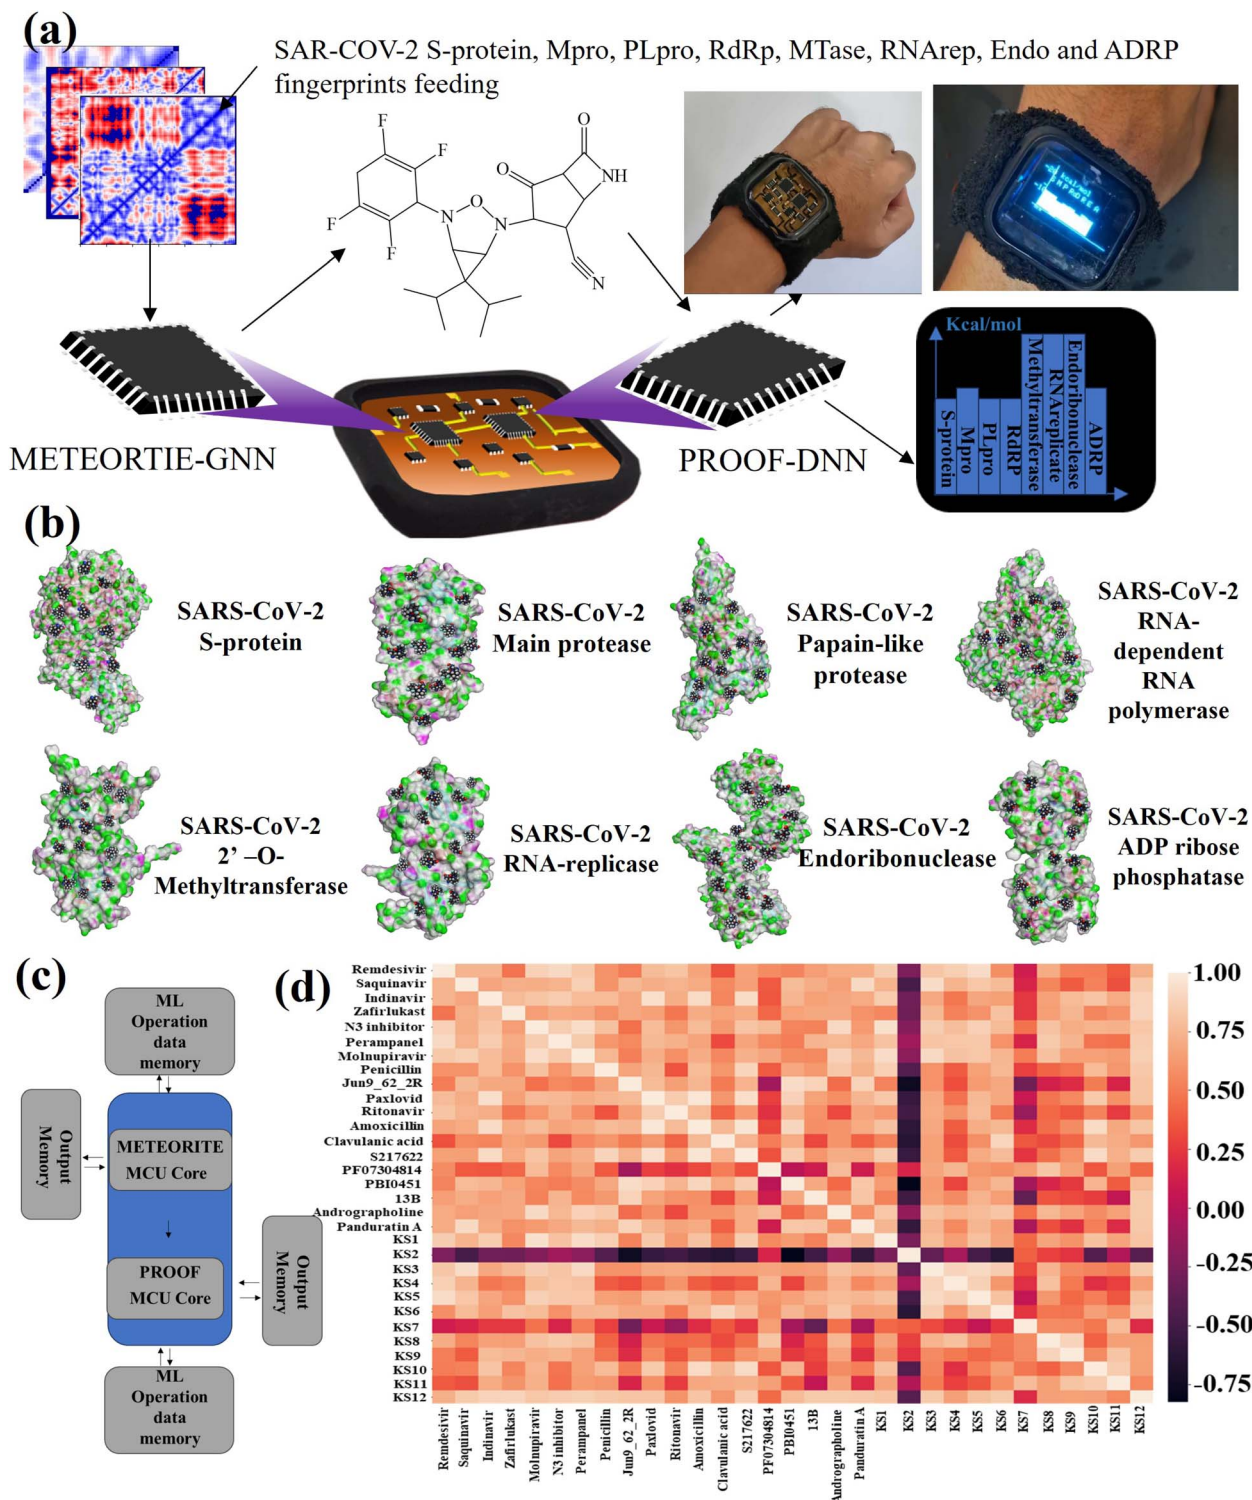 (a)
SAR-COV-2 S-protein, Mpro, PLpro, RdRp, MTase, RNArep, Endo and ADRP
fingerprints feeding
F
F
F
F
N
O
N
O
O
NH
N
METEORTIE-GNN
PROOF-DNN
kcal/mol
Kcal/mol
S-protein
Mpro
PLpro
RdRP
Methyltransferase
RNAreplicate
Endoribonuclease
ADRP
(b)
SARS-CoV-2
S-protein
SARS-CoV-2
Main protease
SARS-CoV-2
Papain-like
protease
SARS-CoV-2
RNA-
dependent
RNA
polymerase
SARS-CoV-2
2’ –O-
Methyltransferase
SARS-CoV-2
RNA-replicase
SARS-CoV-2
Endoribonuclease
SARS-CoV-2
ADP ribose
phosphatase
(c)
ML
Operation
data
memory
Output
Memory
METEORITE
MCU Core
PROOF
MCU Core
Output
Memory
ML
Operation
data
memory
(d)
Remdesivir
Saquinavir
Indinavir
Zafirlukast
N3 inhibitor
Perampanel
Molnupiravir
Penicillin
Jun9_62_2R
Paxlovid
Ritonavir
Amoxicillin
Clavulanic acid
S217622
PF07304814
PBI0451
13B
Andrographoline
Panduratin A
KS1
KS2
KS3
KS4
KS5
KS6
KS7
KS8
KS9
KS10
KS11
KS12
Remdesivir
Saquinavir
Indinavir
Zafirlukast
Molnupiravir
N3 inhibitor
Perampanel
Penicillin
Jun9_62_2R
Paxlovid
Ritonavir
Amoxicillin
Clavulanic acid
S217622
PF07304814
PBI0451
13B
Andrographoline
Panduratin A
KS1
KS2
KS3
KS4
KS5
KS6
KS7
KS8
KS9
KS10
KS11
KS12
1.00
0.75
0.50
0.25
0.00
-0.25
-0.50
-0.75